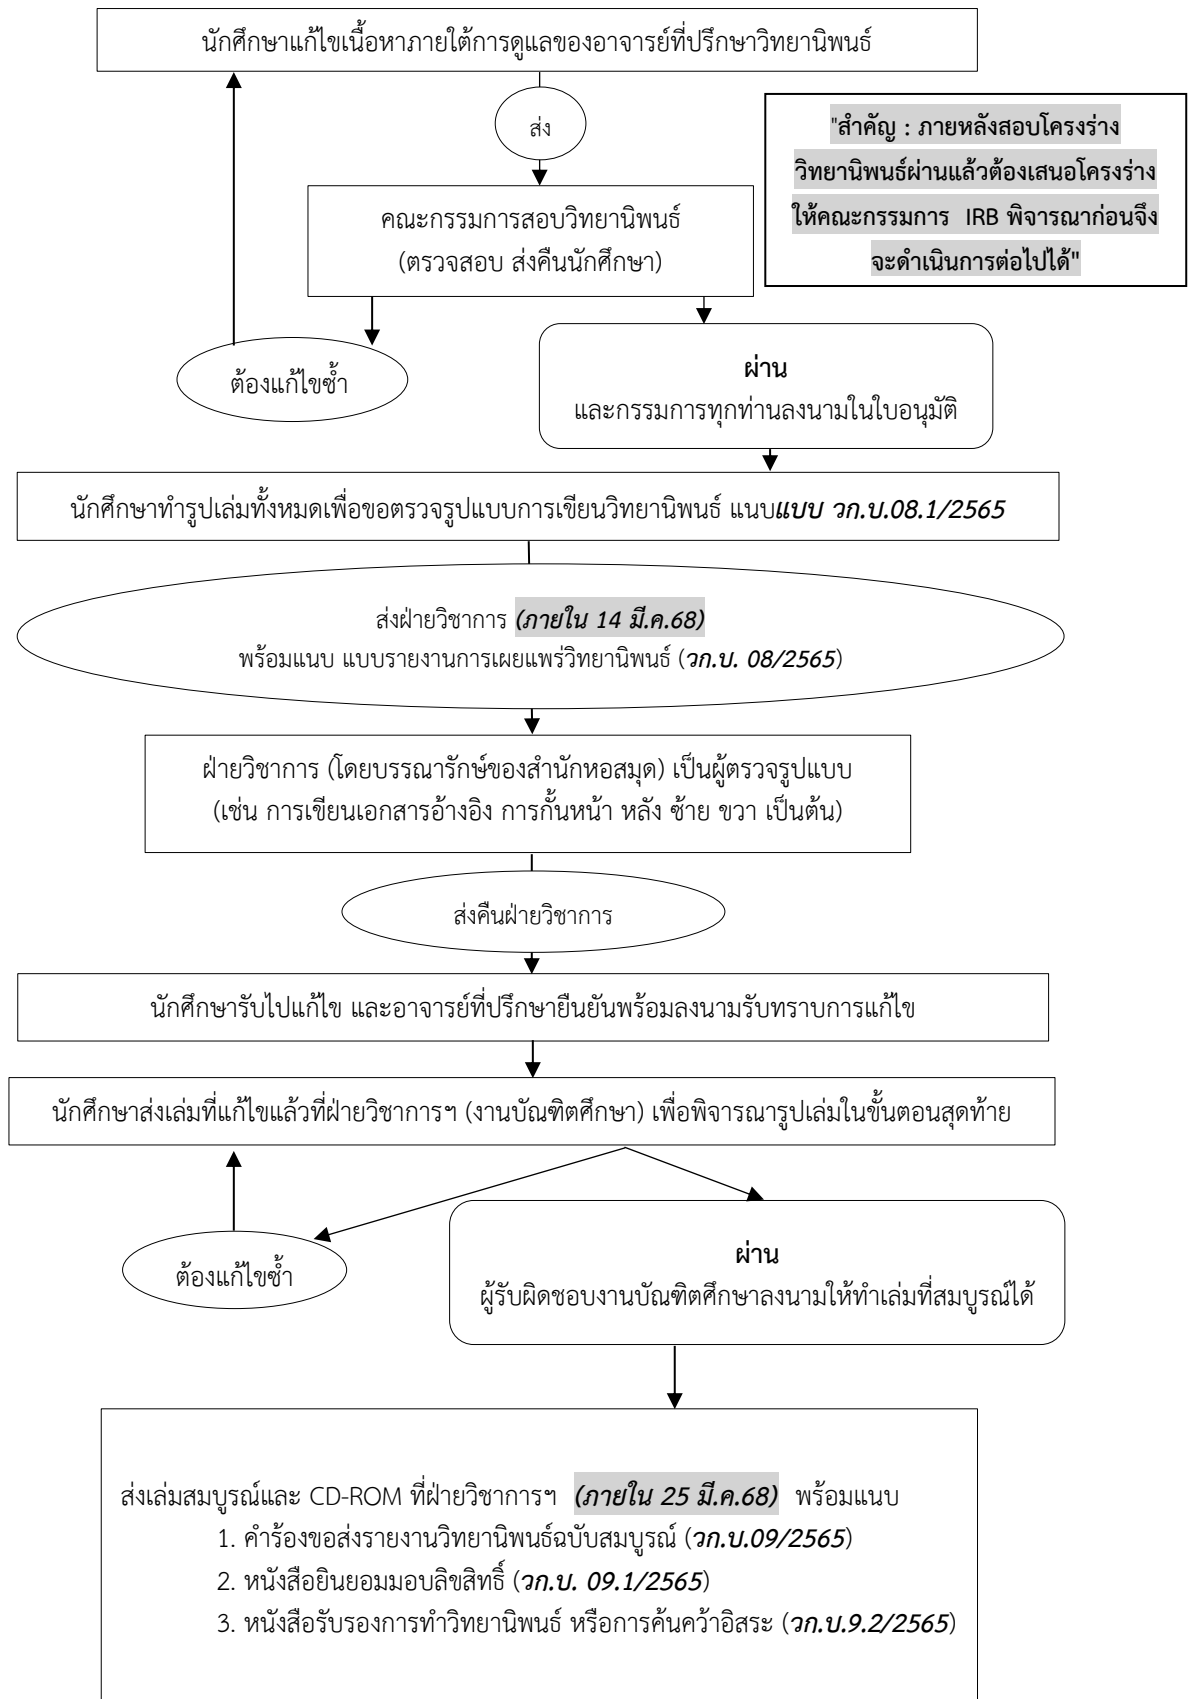 นักศึกษาแก้ไขเนื้อหาภายใต้การดูแลของอาจารย์ที่ปรึกษาวิทยานิพนธ์
ส่ง
"สำคัญ : ภายหลังสอบโครงร่าง
วิทยานิพนธ์ผ่านแล้วต้องเสนอโครงร่าง
ให้คณะกรรมการ IRB พิจารณาก่อนจึง
จะดำเนินการต่อไปได้"
คณะกรรมการสอบวิทยานิพนธ์
(ตรวจสอบ ส่งคืนนักศึกษา)
ต้องแก้ไขซ้ำ
ผ่าน
และกรรมการทุกท่านลงนามในใบอนุมัติ
นักศึกษาทำรูปเล่มทั้งหมดเพื่อขอตรวจรูปแบบการเขียนวิทยานิพนธ์ แนบแบบ วก.บ.08.1/2565
ส่งฝ่ายวิชาการ (ภายใน 14 มี.ค.68)
พร้อมแนบ แบบรายงานการเผยแพร่วิทยานิพนธ์ (วก.บ. 08/2565)
ฝ่ายวิชาการ (โดยบรรณารักษ์ของสำนักหอสมุด) เป็นผู้ตรวจรูปแบบ
(เช่น การเขียนเอกสารอ้างอิง การกั้นหน้า หลัง ซ้าย ขวา เป็นต้น)
ส่งคืนฝ่ายวิชาการ
นักศึกษารับไปแก้ไข และอาจารย์ที่ปรึกษายืนยันพร้อมลงนามรับทราบการแก้ไข
นักศึกษาส่งเล่มที่แก้ไขแล้วที่ฝ่ายวิชาการฯ (งานบัณฑิตศึกษา) เพื่อพิจารณารูปเล่มในขั้นตอนสุดท้าย
ต้องแก้ไขซ้ำ
ผ่าน
ผู้รับผิดชอบงานบัณฑิตศึกษาลงนามให้ทำเล่มที่สมบูรณ์ได้
ส่งเล่มสมบูรณ์และ CD-ROM ที่ฝ่ายวิชาการฯ (ภายใน 25 มี.ค.68) พร้อมแนบ
1. คำร้องขอส่งรายงานวิทยานิพนธ์ฉบับสมบูรณ์ (วก.บ.09/2565)
2. หนังสือยินยอมมอบลิขสิทธิ์ (วก.บ. 09.1/2565)
3. หนังสือรับรองการทำวิทยานิพนธ์ หรือการค้นคว้าอิสระ (วก.บ.9.2/2565)